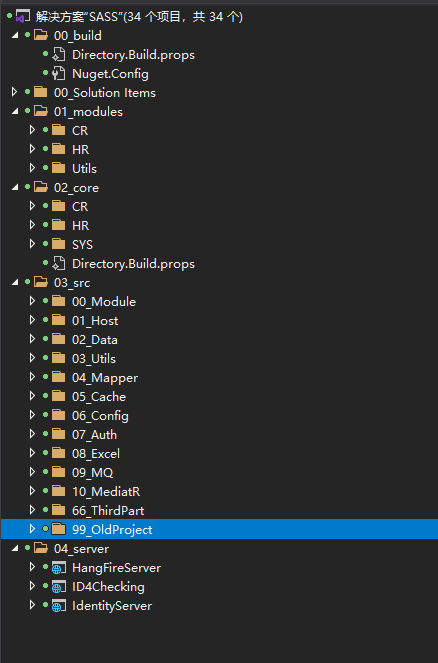 解决方案"SASS"(34 个项目，共 34 个)
00_build
Directory.Build.props
Nuget.Config
00_Solution Items
01_modules
CR
HR
Utils
02_core
CR
HR
SYS
Directory.Build.props
03_src
00_Module
01_Host
02_Data
03_Utils
04_Mapper
05_Cache
06_Config
07_Auth
08_Excel
09_MQ
10_MediatR
66_ThirdPart
99_OldProject
04_server
HangFireServer
ID4Checking
IdentityServer